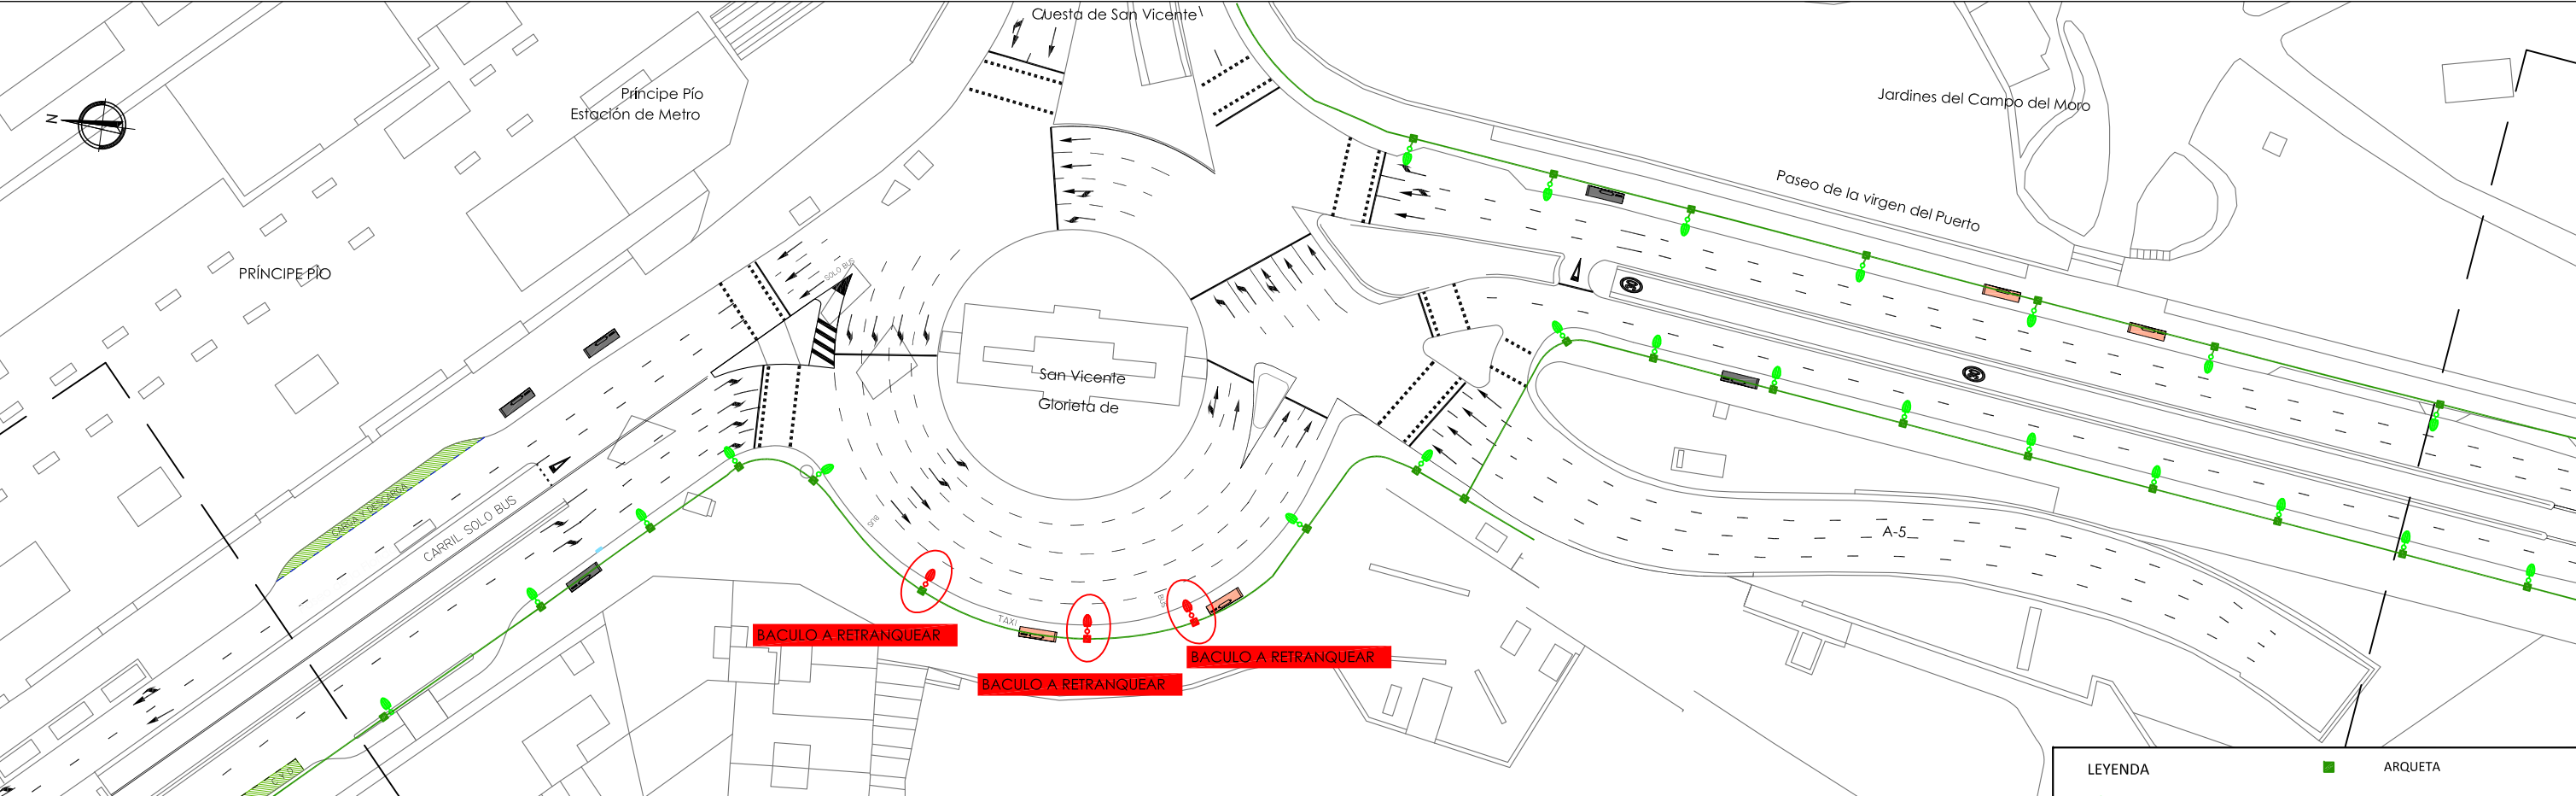 Cuesta de San Vicente
Príncipe Pío
Estación de Metro
Jardines del Campo del Moro
N
Paseo de la virgen del Puerto
PRÍNCIPE PÍO
SOLO BUS
San Vicente
Glorieta de
CARGA Y DESCARGA
CARRIL SOLO BUS
BUS
A-5
BUS
TAXI
BACULO A RETRANQUEAR
BACULO A RETRANQUEAR
BACULO A RETRANQUEAR
C Y D
LEYENDA
ARQUETA